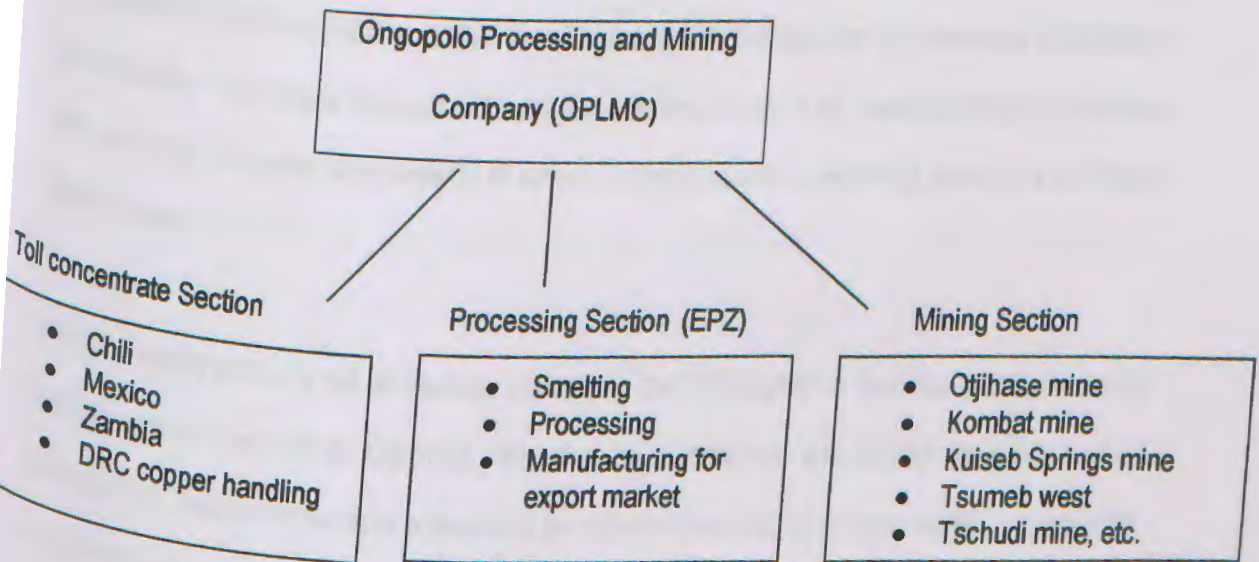 Ongopolo Processing and Mining
Company (OPLMC)
Toll concentrate Section
• Chili
• Mexico
• Zambia
• DRC copper handling
Processing Section (EPZ)
• Smelting
• Processing
• Manufacturing for
export market
Mining Section
• Otjihase mine
• Kombat mine
• Kuiseb Springs mine
• Tsumeb west
• Tschudi mine, etc.